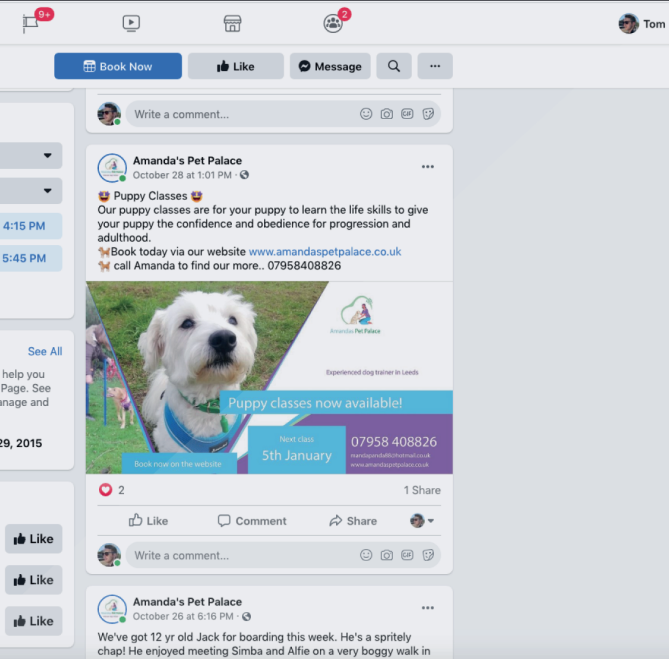 9+
2
Tom
Book Now
Like
Message
Write a comment...
GIF
4:15 PM
5:45 PM
See All
help you
Page. See
anage and
29, 2015
Like
Like
Like
Amanda's Pet Palace
October 28 at 1:01 PM ·
Puppy Classes
Our puppy classes are for your puppy to learn the life skills to give
your puppy the confidence and obedience for progression and
adulthood.
Book today via our website www.amandaspetpalace.co.uk
call Amanda to find our more.. 07958408826
Amandas Pet Palace
Experienced dog trainer in Leeds
Puppy classes now available!
Next class
5th January
07958 408826
www.amandaspetpalace.co.uk
Book now on the website
2
1 Share
Like
Comment
Share
Write a comment...
GIF
Amanda's Pet Palace
October 26 at 6:16 PM ·
We've got 12 yr old Jack for boarding this week. He's a spritely
chap! He enjoyed meeting Simba and Alfie on a very boggy walk in